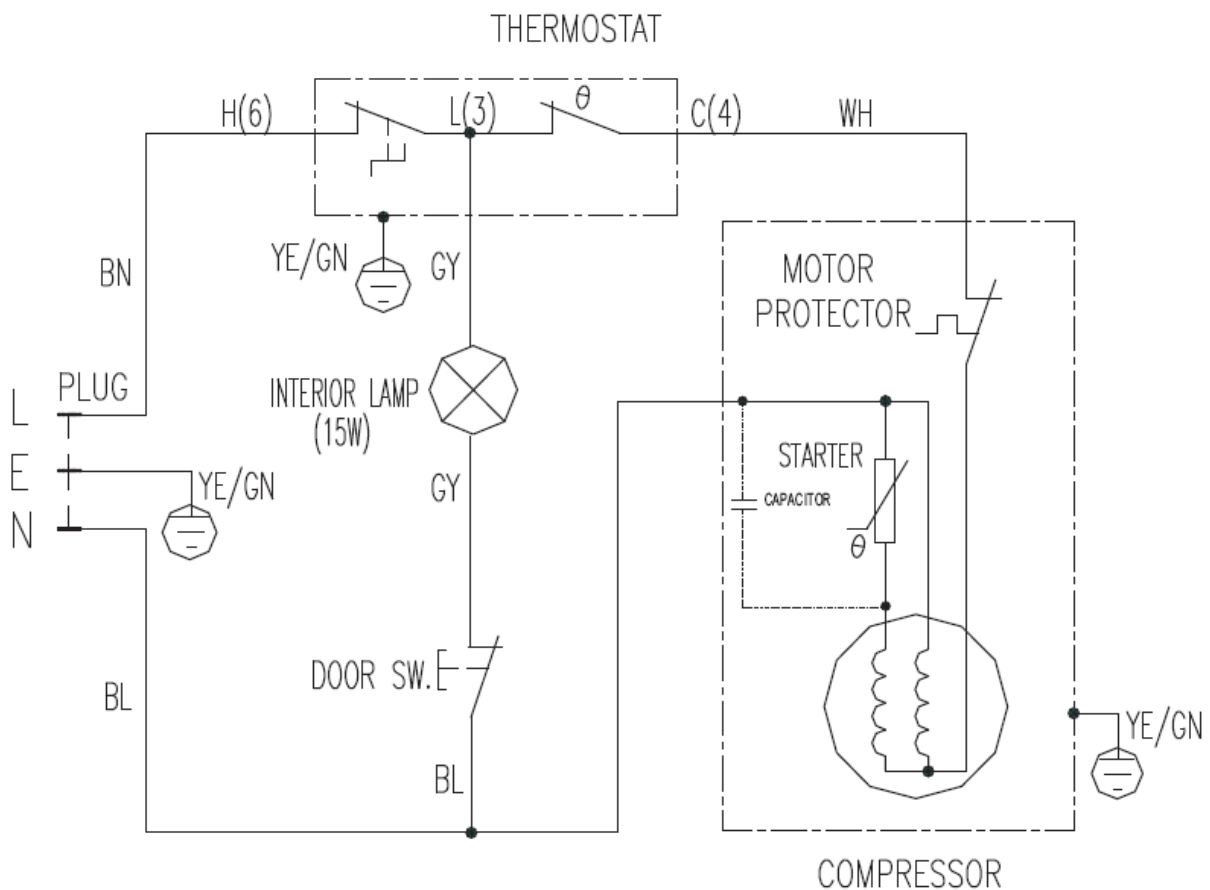 THERMOSTAT
H(6)
L(3)
θ
C(4)
WH
BN
YE/GN
GY
MOTOR
PROTECTOR
L
PLUG
INTERIOR LAMP
(15W)
E
YE/GN
GY
STARTER
CAPACITOR
N
θ
DOOR SW.
BL
YE/GN
BL
COMPRESSOR